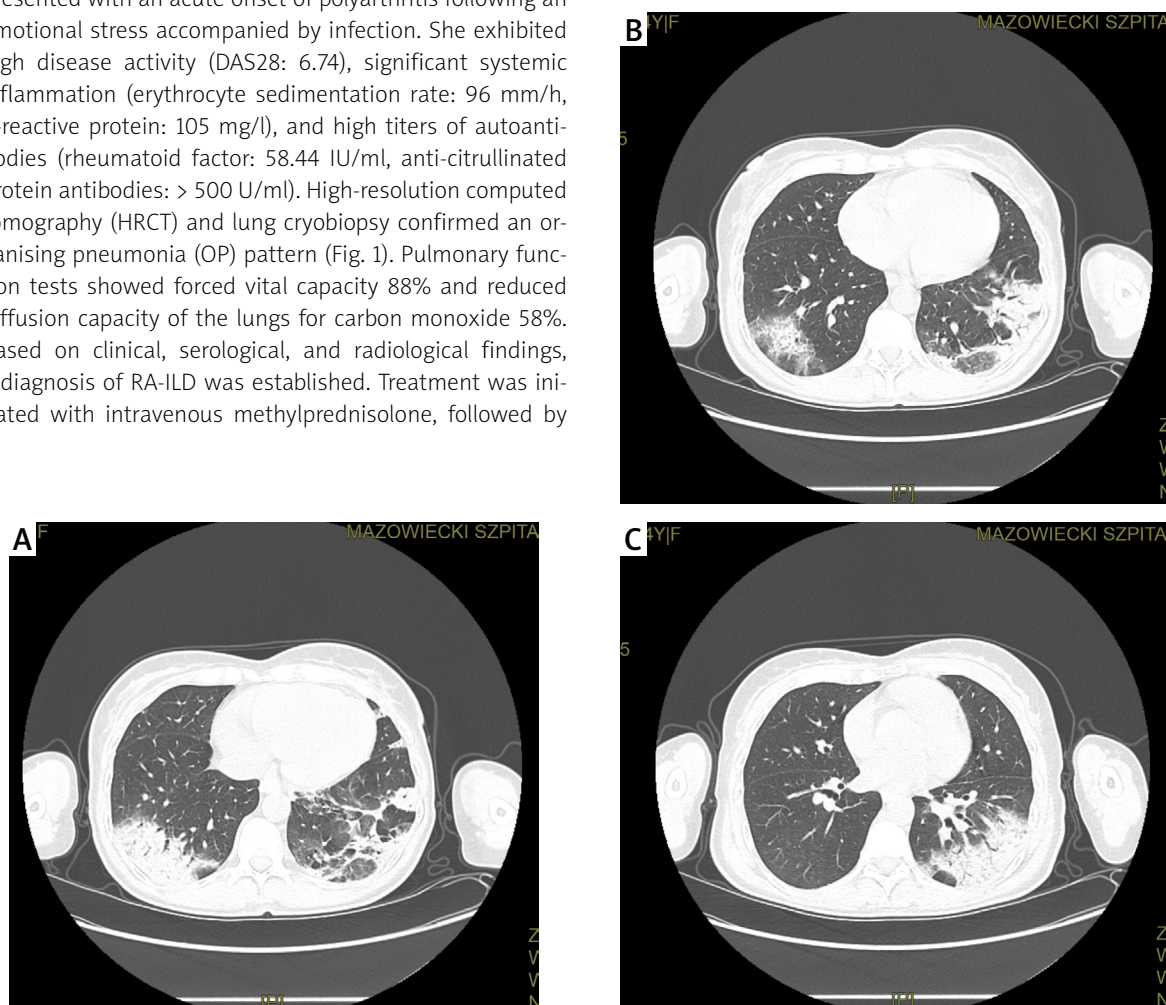 esented with an acute onset of polyarthritis following an
motional stress accompanied by infection. She exhibited
gh disease activity (DAS28: 6.74), significant systemic
flammation (erythrocyte sedimentation rate: 96 mm/h,
-reactive protein: 105 mg/l), and high titers of autoanti-
odies (rheumatoid factor: 58.44 IU/ml, anti-citrullinated
rotein antibodies: > 500 U/ml). High-resolution computed
omography (HRCT) and lung cryobiopsy confirmed an or-
anising pneumonia (OP) pattern (Fig. 1). Pulmonary func-
on tests showed forced vital capacity 88% and reduced
ffusion capacity of the lungs for carbon monoxide 58%.
ased on clinical, serological, and radiological findings,
diagnosis of RA-ILD was established. Treatment was ini-
ated with intravenous methylprednisolone, followed by
B
4Y|F MAZOWIECKI SZPITA
5
[P]
A
F MAZOWIECKI SZPITA
[P]
C
4Y|F MAZOWIECKI SZPITA
5
[P]